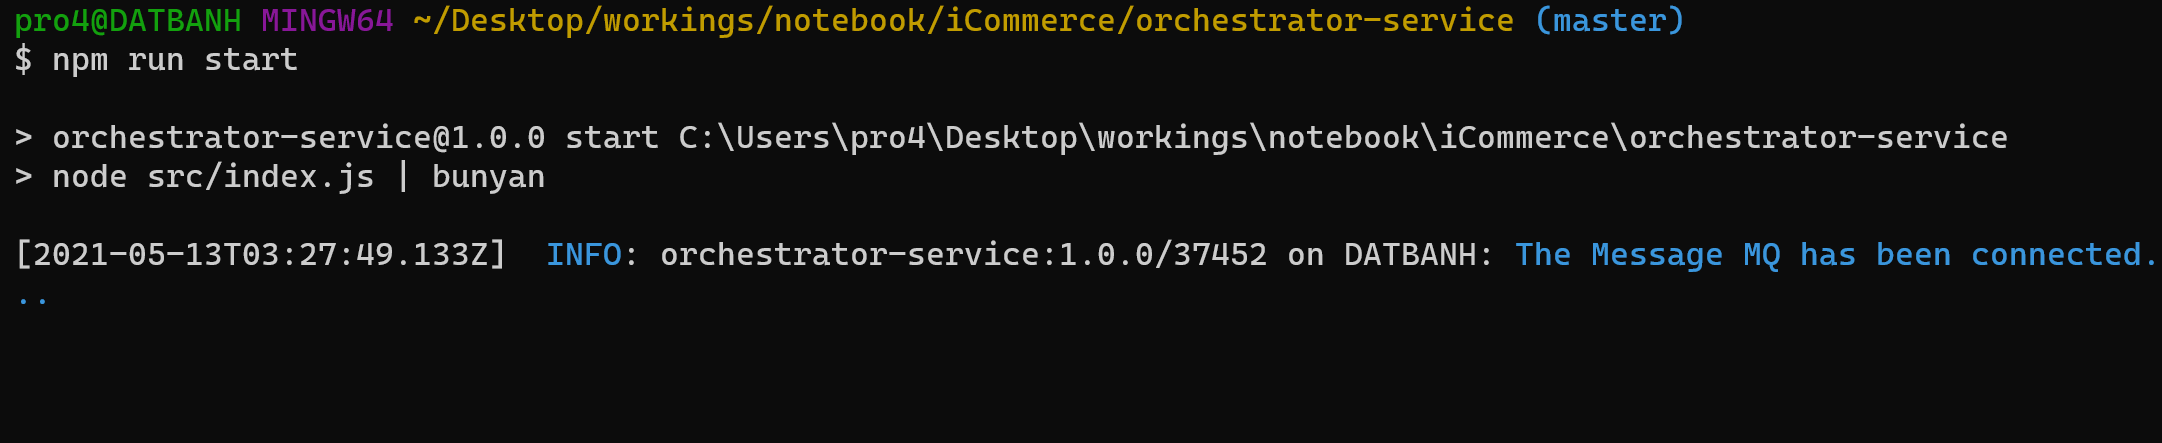 pro4@DATBANH MINGW64 ~/Desktop/workings/notebook/iCommerce/orchestrator-service (master)
$ npm run start
> orchestrator-service@1.0.0 start C:\Users\pro4\Desktop\workings\notebook\iCommerce\orchestrator-service
> node src/index.js | bunyan
[2021-05-13T03:27:49.133Z]  INFO: orchestrator-service:1.0.0/37452 on DATBANH: The Message MQ has been connected.
..